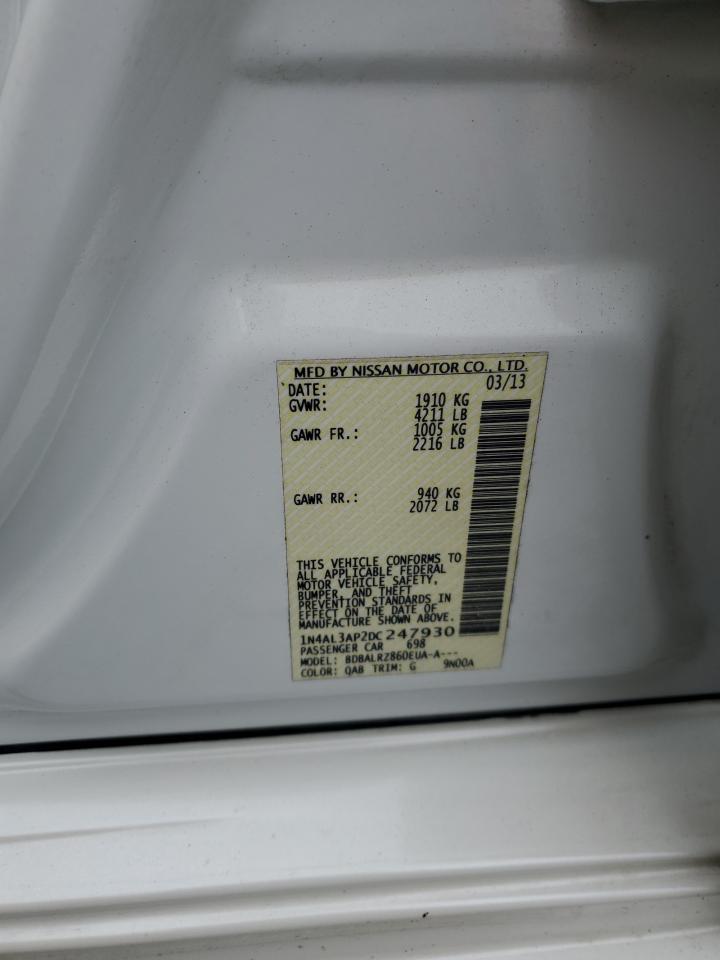 MFD BY NISSAN MOTOR CO., LTD.
DATE: 03/13
GVWR: 1910 KG
4211 LB
GAWR FR.: 1005 KG
2216 LB
GAWR RR.: 940 KG
2072 LB
THIS VEHICLE CONFORMS TO
ALL APPLICABLE FEDERAL
MOTOR VEHICLE SAFETY,
BUMPER, AND THEFT
PREVENTION STANDARDS IN
EFFECT ON THE DATE OF
MANUFACTURE SHOWN ABOVE.
1N4AL3AP2DC247930
PASSENGER CAR 698
MODEL: BDBALRZ860EUA-A---
COLOR: QAB TRIM: G 9N00A